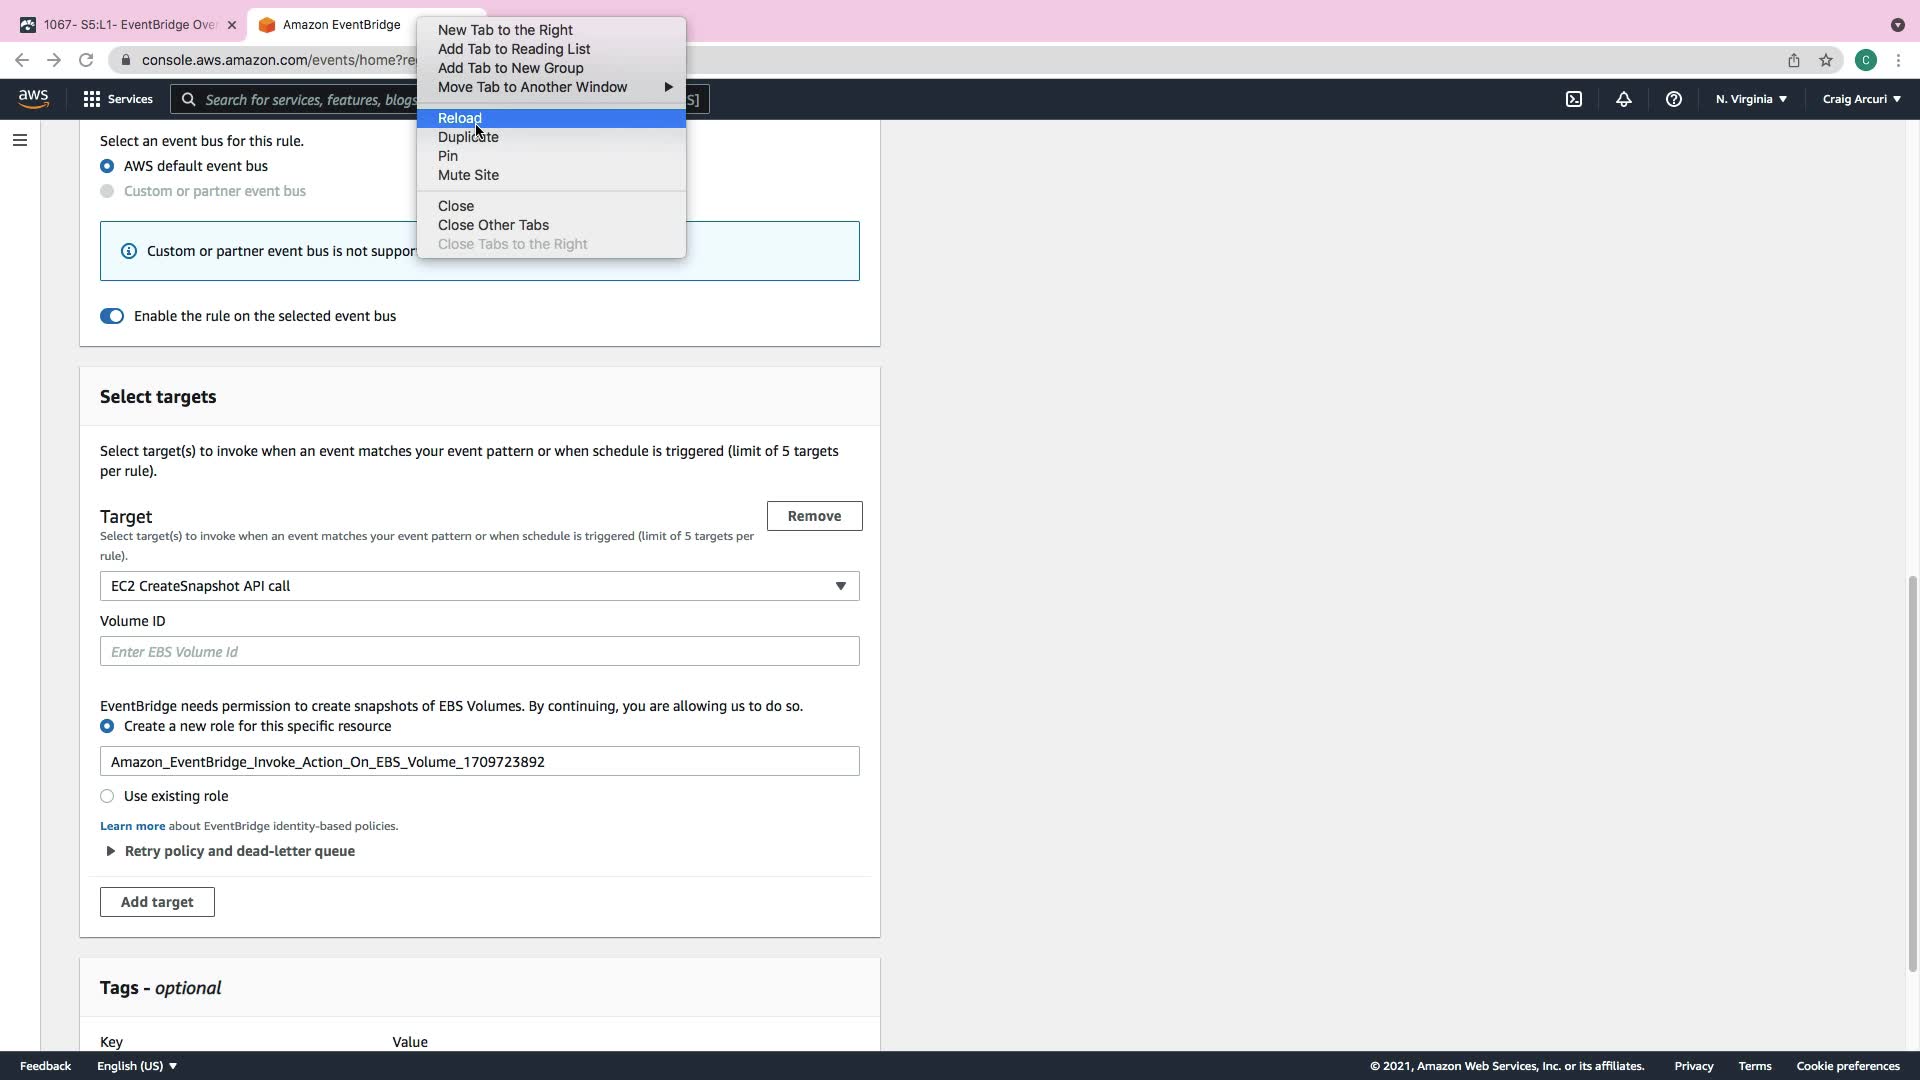 1067- S5:L1- EventBridge Ove
Amazon EventBridge
console.aws.amazon.com/events/home?re
C
New Tab to the Right
Add Tab to Reading List
Add Tab to New Group
Move Tab to Another Window
Reload
Duplicate
Pin
Mute Site
Close
Close Other Tabs
Close Tabs to the Right
aws
Services
Search for services, features, blogs
S]
N. Virginia
Craig Arcuri
Select an event bus for this rule.
AWS default event bus
Custom or partner event bus
Custom or partner event bus is not suppor
Enable the rule on the selected event bus
Select targets
Select target(s) to invoke when an event matches your event pattern or when schedule is triggered (limit of 5 targets
per rule).
Target
Remove
Select target(s) to invoke when an event matches your event pattern or when schedule is triggered (limit of 5 targets per
rule).
EC2 CreateSnapshot API call
Volume ID
Enter EBS Volume Id
EventBridge needs permission to create snapshots of EBS Volumes. By continuing, you are allowing us to do so.
Create a new role for this specific resource
Amazon_EventBridge_Invoke_Action_On_EBS_Volume_1709723892
Use existing role
Learn more about EventBridge identity-based policies.
Retry policy and dead-letter queue
Add target
Tags - optional
Key Value
Feedback English (US)
© 2021, Amazon Web Services, Inc. or its affiliates. Privacy Terms Cookie preferences